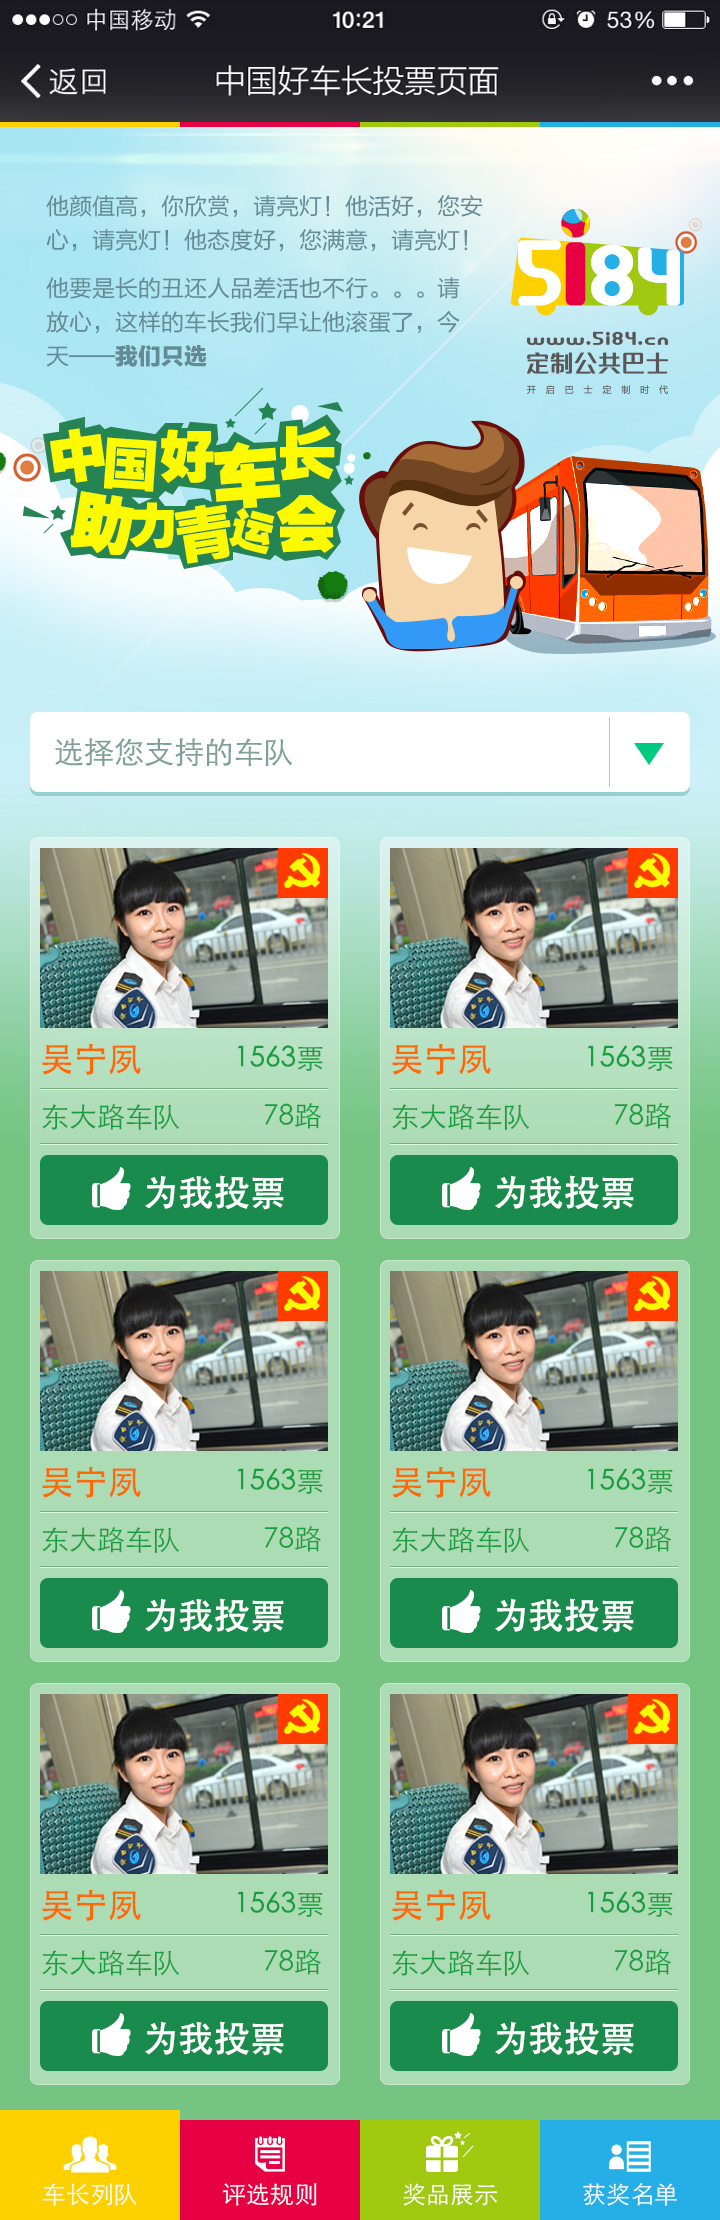 中国移动 10:21 53%
返回 中国好车长投票页面
他颜值高，你欣赏，请亮灯！他活好，您安
心，请亮灯！他态度好，您满意，请亮灯！
他要是长的丑还人品差活也不行。。。请
放心，这样的车长我们早让他滚蛋了，今
天——我们只选
5i84
www.5i84.cn
定制公共巴士
开启巴士定制时代
中国好车长
助力青运会
选择您支持的车队
吴宁夙 1563票
东大路车队 78路
为我投票
吴宁夙 1563票
东大路车队 78路
为我投票
吴宁夙 1563票
东大路车队 78路
为我投票
吴宁夙 1563票
东大路车队 78路
为我投票
吴宁夙 1563票
东大路车队 78路
为我投票
吴宁夙 1563票
东大路车队 78路
为我投票
车长列队 评选规则 奖品展示 获奖名单